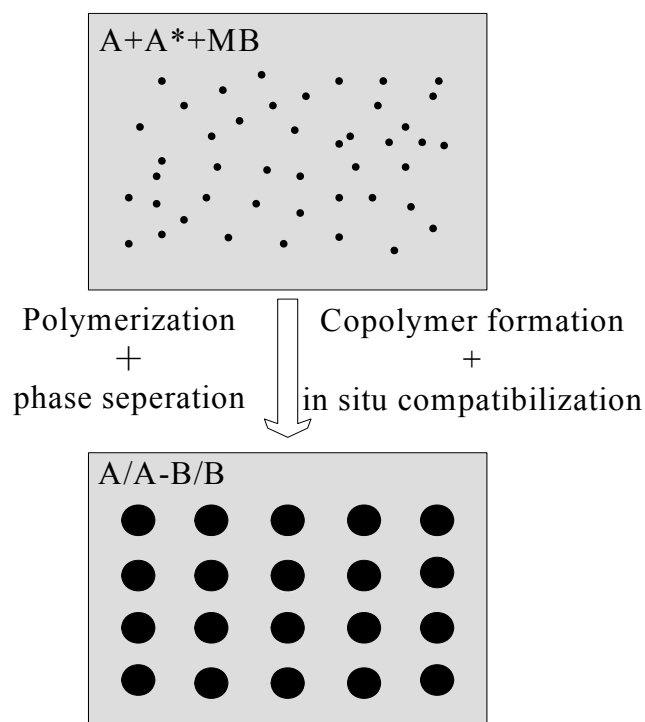 A+A*+MB
Polymerization
+
phase seperation
Copolymer formation
+
in situ compatibilization
A/A-B/B